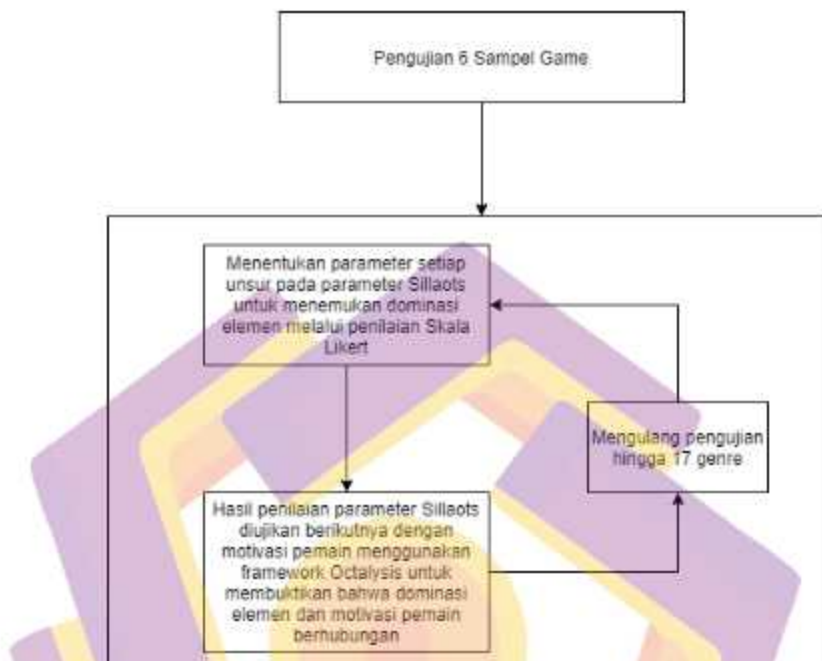 Pengujian 6 Sampel Game
Menentukan parameter setiap
unsur pada parameter Sillaots
untuk menemukan dominasi
elemen melalui penilaian Skala
Likert
Mengulang pengujian
hingga 17 genre
Hasil penilaian parameter Sillaots
diujikan berikutnya dengan
motivasi pemain menggunakan
framework Octalysis untuk
membuktikan bahwa dominasi
elemen dan motivasi pemain
berhubungan